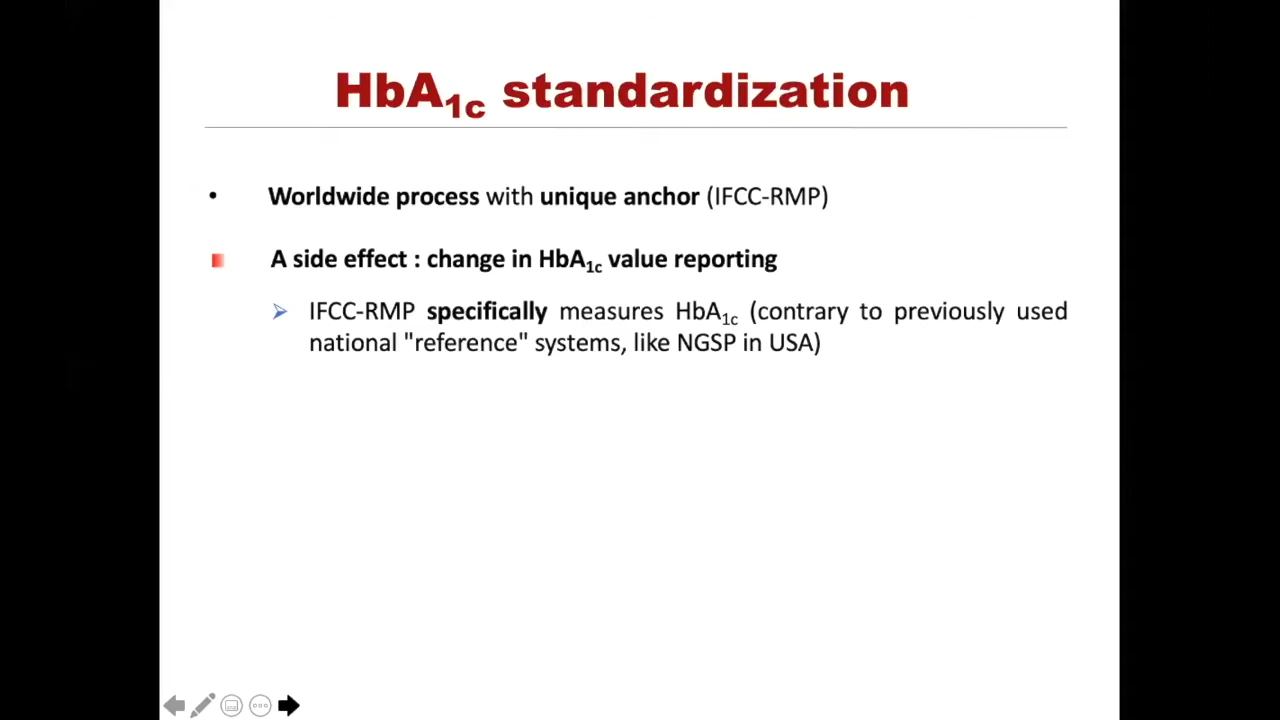 HbA1c standardization
• Worldwide process with unique anchor (IFCC-RMP)
A side effect : change in HbA1c value reporting
➢ IFCC-RMP specifically measures HbA1c (contrary to previously used
national "reference" systems, like NGSP in USA)